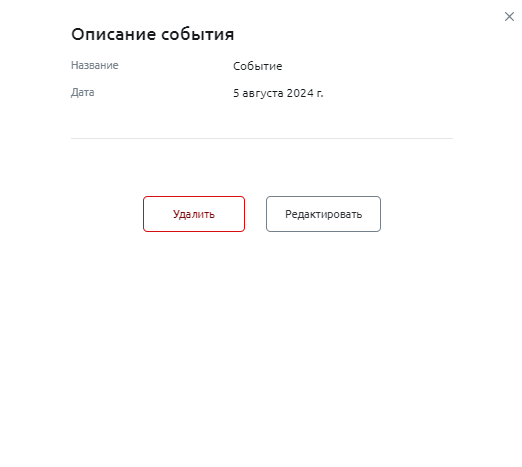 Описание события
Название Событие
Дата 5 августа 2024 г.
Удалить Редактировать